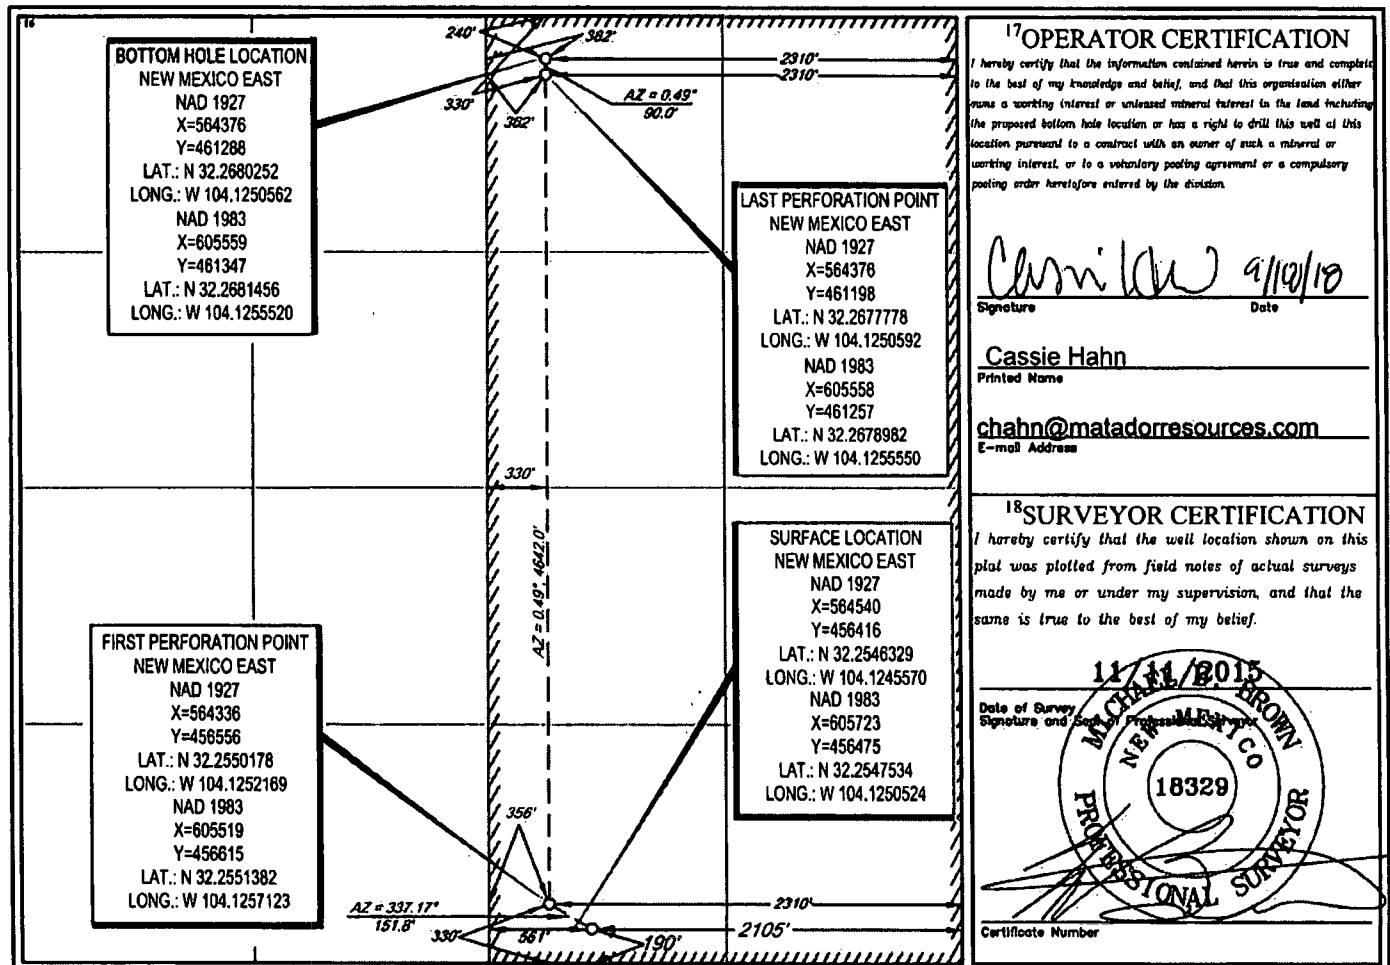 16
240'
382'
2310'
2310'
330'
382'
AZ = 0.49°
90.0'
BOTTOM HOLE LOCATION
NEW MEXICO EAST
NAD 1927
X=564376
Y=461288
LAT.: N 32.2680252
LONG.: W 104.1250562
NAD 1983
X=605559
Y=461347
LAT.: N 32.2681456
LONG.: W 104.1255520
LAST PERFORATION POINT
NEW MEXICO EAST
NAD 1927
X=564376
Y=461198
LAT.: N 32.2677778
LONG.: W 104.1250592
NAD 1983
X=605558
Y=461257
LAT.: N 32.2678982
LONG.: W 104.1255550
330'
AZ = 0.49°, 4642.0'
SURFACE LOCATION
NEW MEXICO EAST
NAD 1927
X=564540
Y=456416
LAT.: N 32.2546329
LONG.: W 104.1245570
NAD 1983
X=605723
Y=456475
LAT.: N 32.2547534
LONG.: W 104.1250524
FIRST PERFORATION POINT
NEW MEXICO EAST
NAD 1927
X=564336
Y=456556
LAT.: N 32.2550178
LONG.: W 104.1252169
NAD 1983
X=605519
Y=456615
LAT.: N 32.2551382
LONG.: W 104.1257123
356'
2310'
AZ = 337.17°
151.8'
330'
561'
190'
2105'
17 OPERATOR CERTIFICATION
I hereby certify that the information contained herein is true and complete
to the best of my knowledge and belief, and that this organization either
owns a working interest or unleased mineral interest in the land including
the proposed bottom hole location or has a right to drill this well at this
location pursuant to a contract with an owner of such a mineral or
working interest, or to a voluntary pooling agreement or a compulsory
pooling order heretofore entered by the division.
9/10/18
Signature Date
Cassie Hahn
Printed Name
chahn@matadorresources.com
E-mail Address
18 SURVEYOR CERTIFICATION
I hereby certify that the well location shown on this
plat was plotted from field notes of actual surveys
made by me or under my supervision, and that the
same is true to the best of my belief.
11/11/2015
Date of Survey
Signature and Seal of Professional Surveyor
MICHAEL B. BROWN
NEW MEXICO
18329
PROFESSIONAL SURVEYOR
Certificate Number